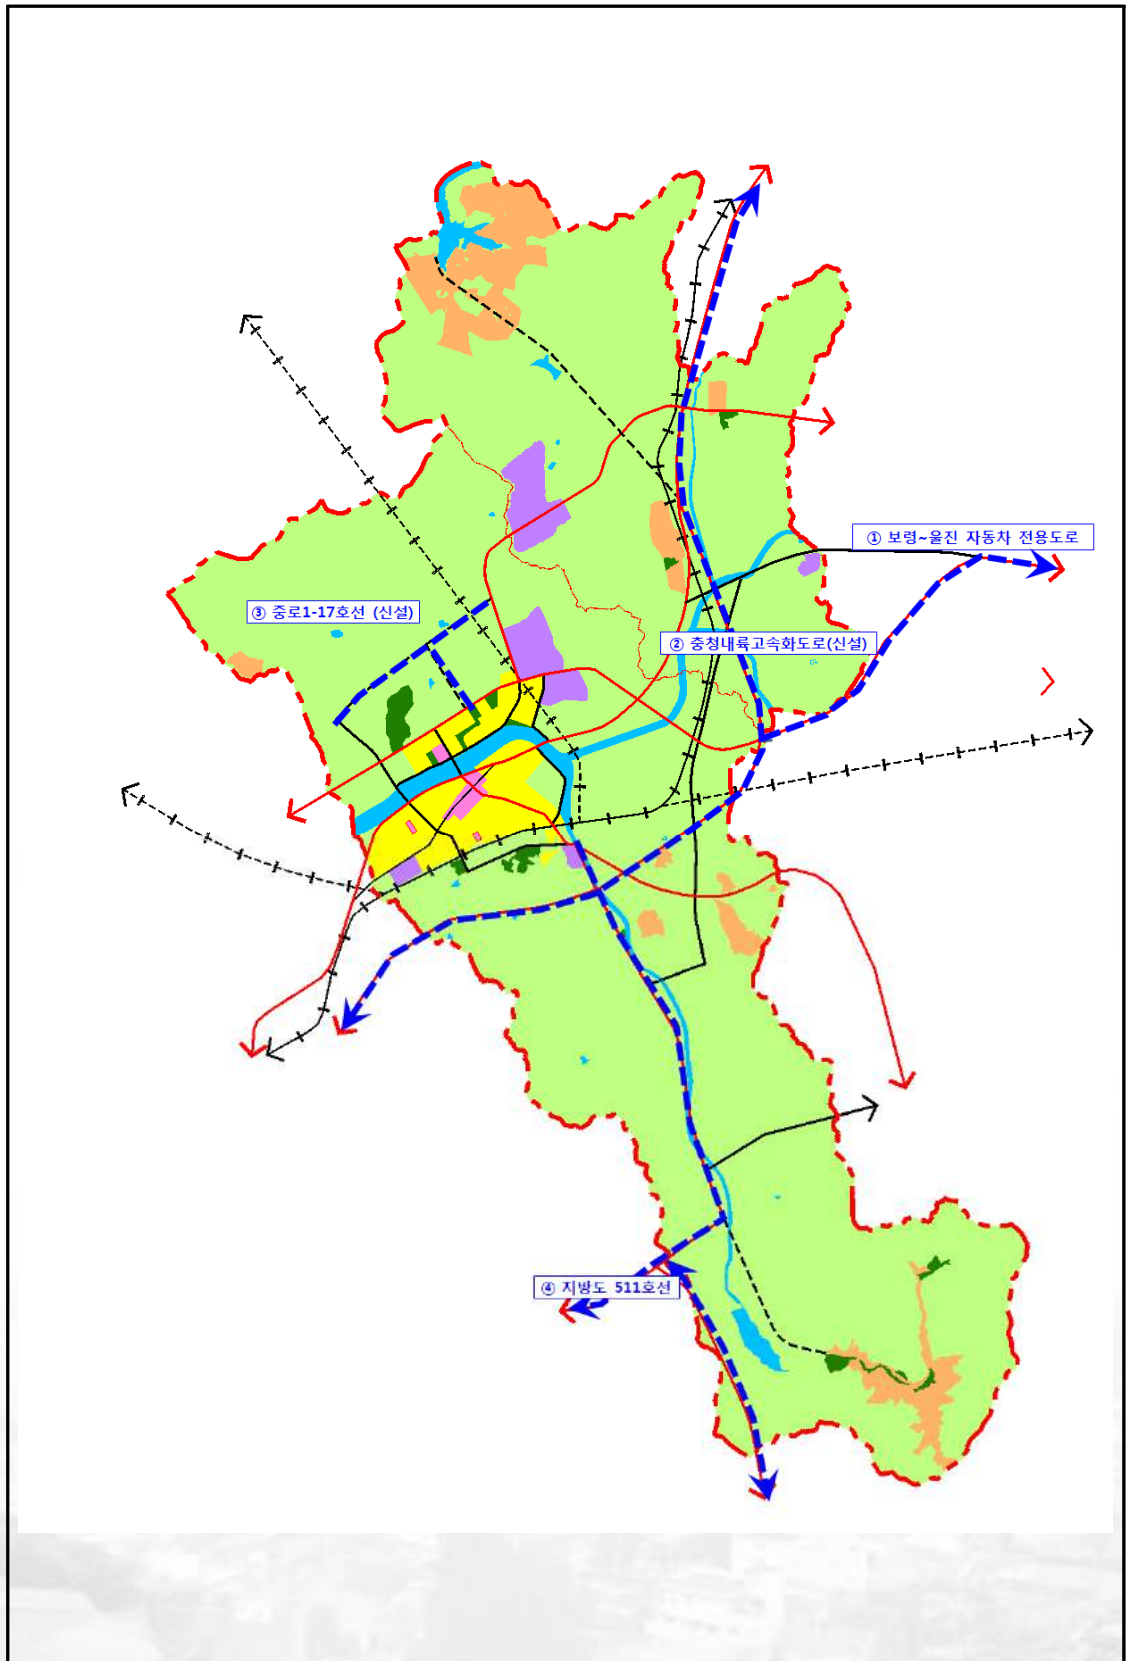 ① 보령~울진 자동차 전용도로
③ 중로1-17호선 (신설)
② 충청내륙고속화도로(신설)
④ 지방도 511호선